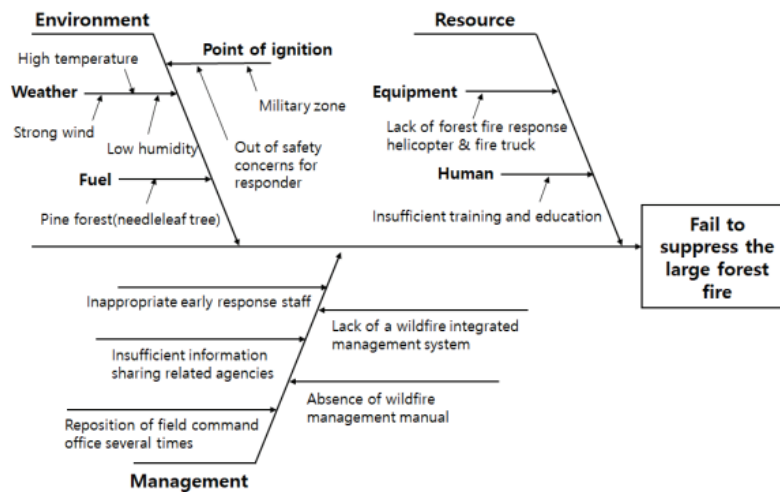 Environment
Resource
Point of ignition
High temperature
Weather
Military zone
Equipment
Strong wind
Low humidity
Out of safety
concerns for
responder
Lack of forest fire response
helicopter & fire truck
Fuel
Human
Pine forest(needleleaf tree)
Insufficient training and education
Fail to
suppress the
large forest
fire
Inappropriate early response staff
Lack of a wildfire integrated
management system
Insufficient information
sharing related agencies
Absence of wildfire
management manual
Reposition of field command
office several times
Management